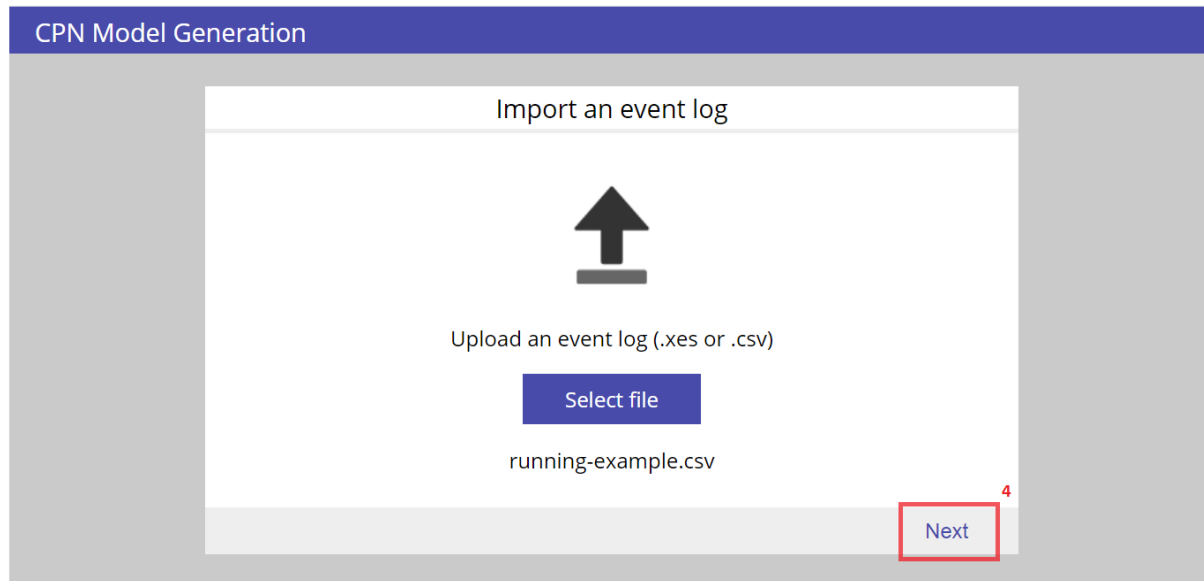 CPN Model Generation
Import an event log
Upload an event log (.xes or .csv)
Select file
running-example.csv
4
Next